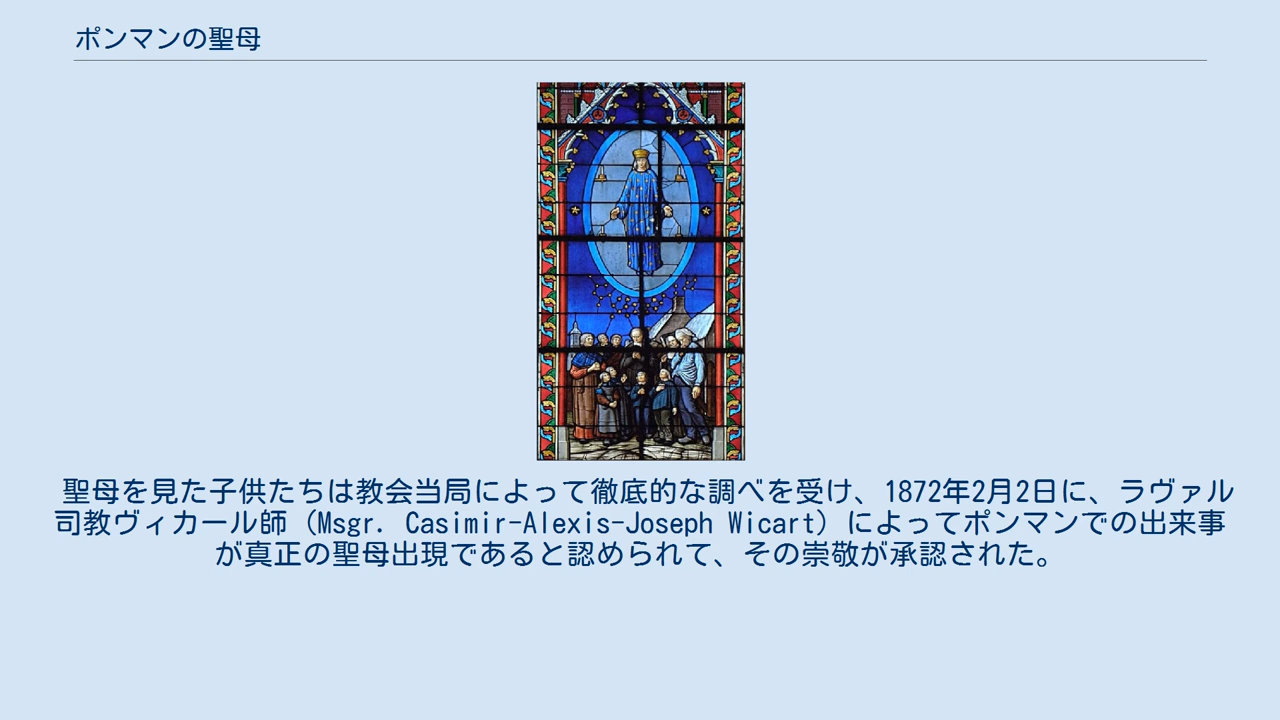 ポンマンの聖母
聖母を見た子供たちは教会当局によって徹底的な調べを受け、1872年2月2日に、ラヴァル
司教ヴィカール師（Msgr. Casimir-Alexis-Joseph Wicart）によってポンマンでの出来事
が真正の聖母出現であると認められて、その崇敬が承認された。